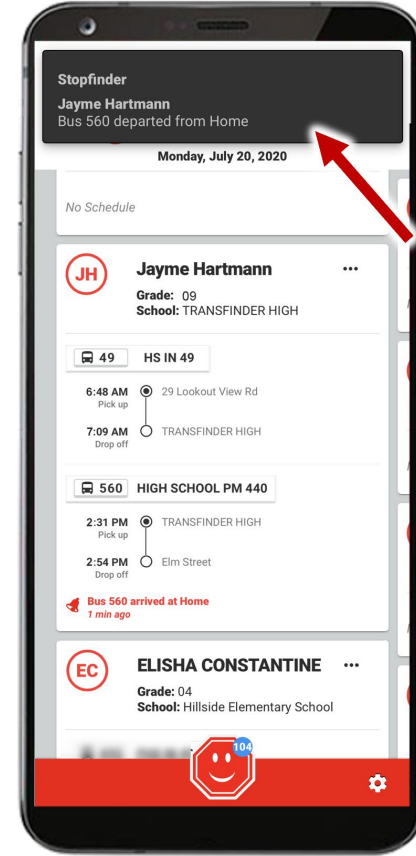 Stopfinder
Jayme Hartmann
Bus 560 departed from Home
Monday, July 20, 2020
No Schedule
JH
Jayme Hartmann
Grade: 09
School: TRANSFINDER HIGH
49 HS IN 49
6:48 AM 29 Lookout View Rd
Pick up
7:09 AM TRANSFINDER HIGH
Drop off
560 HIGH SCHOOL PM 440
2:31 PM TRANSFINDER HIGH
Pick up
2:54 PM Elm Street
Drop off
Bus 560 arrived at Home
1 min ago
EC
ELISHA CONSTANTINE
Grade: 04
School: Hillside Elementary School
104